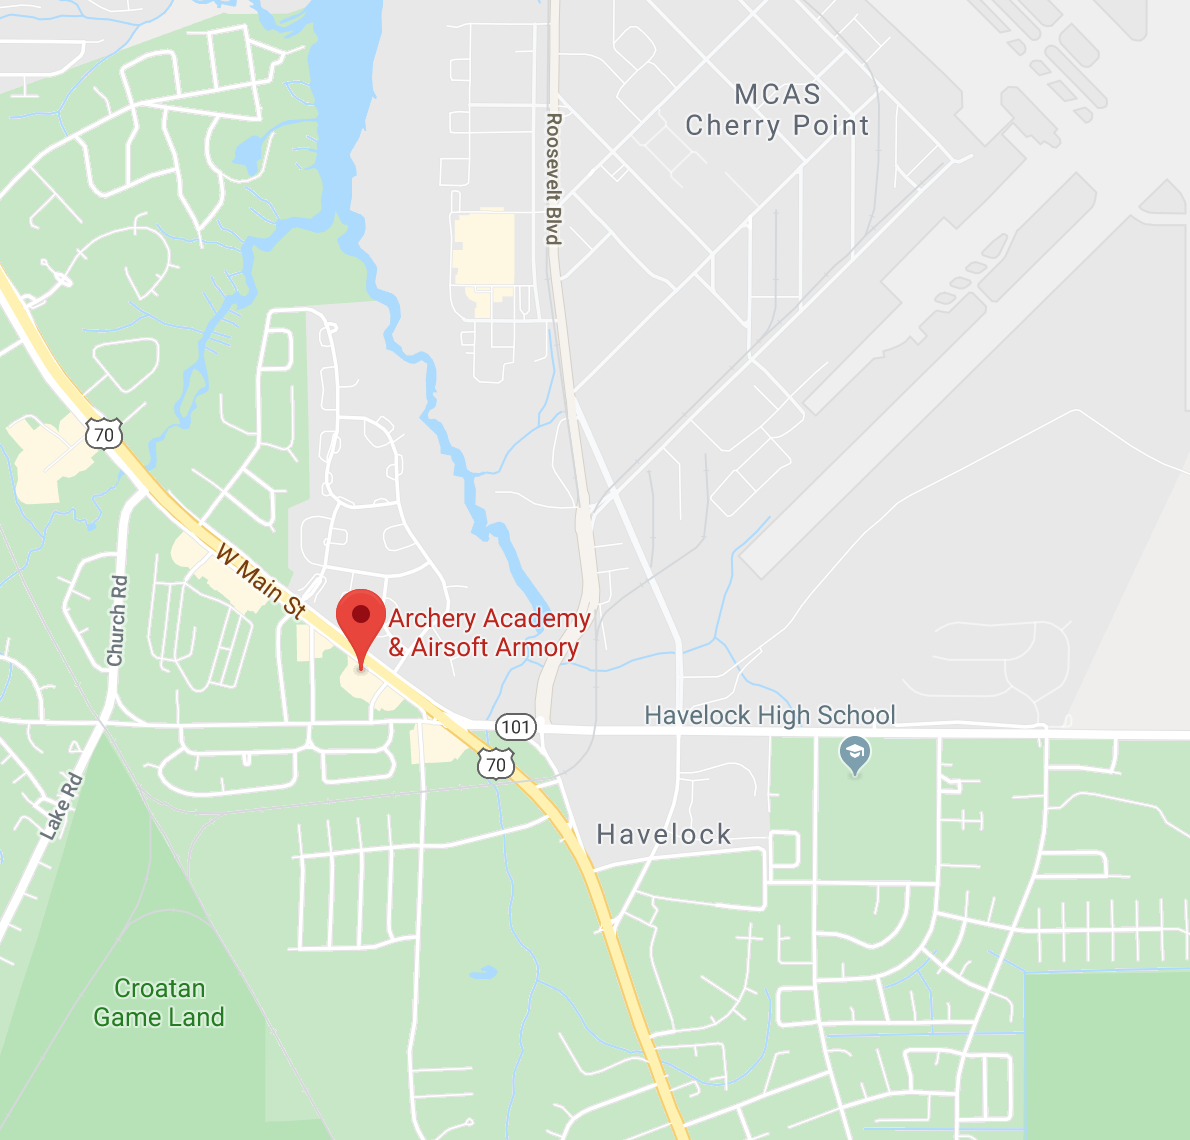 MCAS
Cherry Point
Roosevelt Blvd
70
W Main St
Church Rd
Archery Academy
& Airsoft Armory
Havelock High School
101
70
Lake Rd
Havelock
Croatan
Game Land